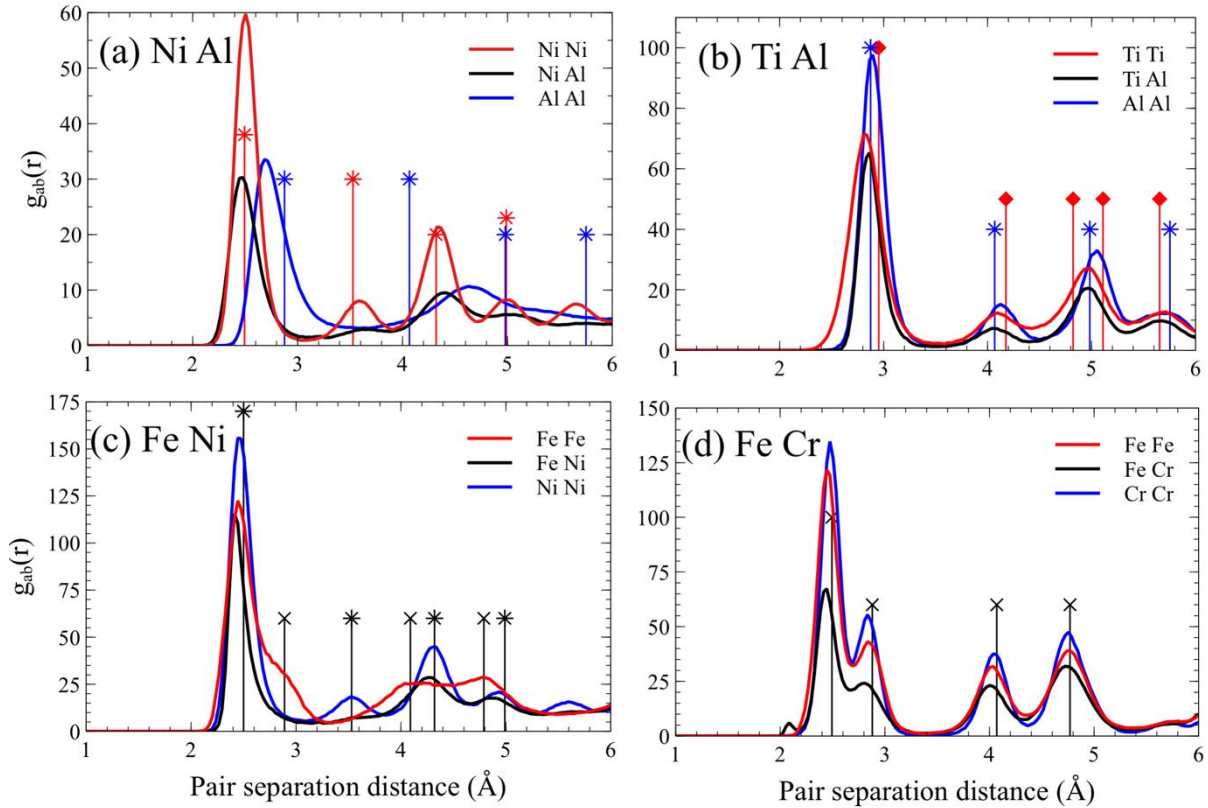 (a) Ni Al
Ni Ni
Ni Al
Al Al
60
50
40
30
20
10
0
1 2 3 4 5 6
g_ab(r)
(b) Ti Al
Ti Ti
Ti Al
Al Al
100
80
60
40
20
0
1 2 3 4 5 6
(c) Fe Ni
Fe Fe
Fe Ni
Ni Ni
175
150
125
100
75
50
25
0
1 2 3 4 5 6
g_ab(r)
Pair separation distance (Å)
(d) Fe Cr
Fe Fe
Fe Cr
Cr Cr
150
125
100
75
50
25
0
1 2 3 4 5 6
Pair separation distance (Å)